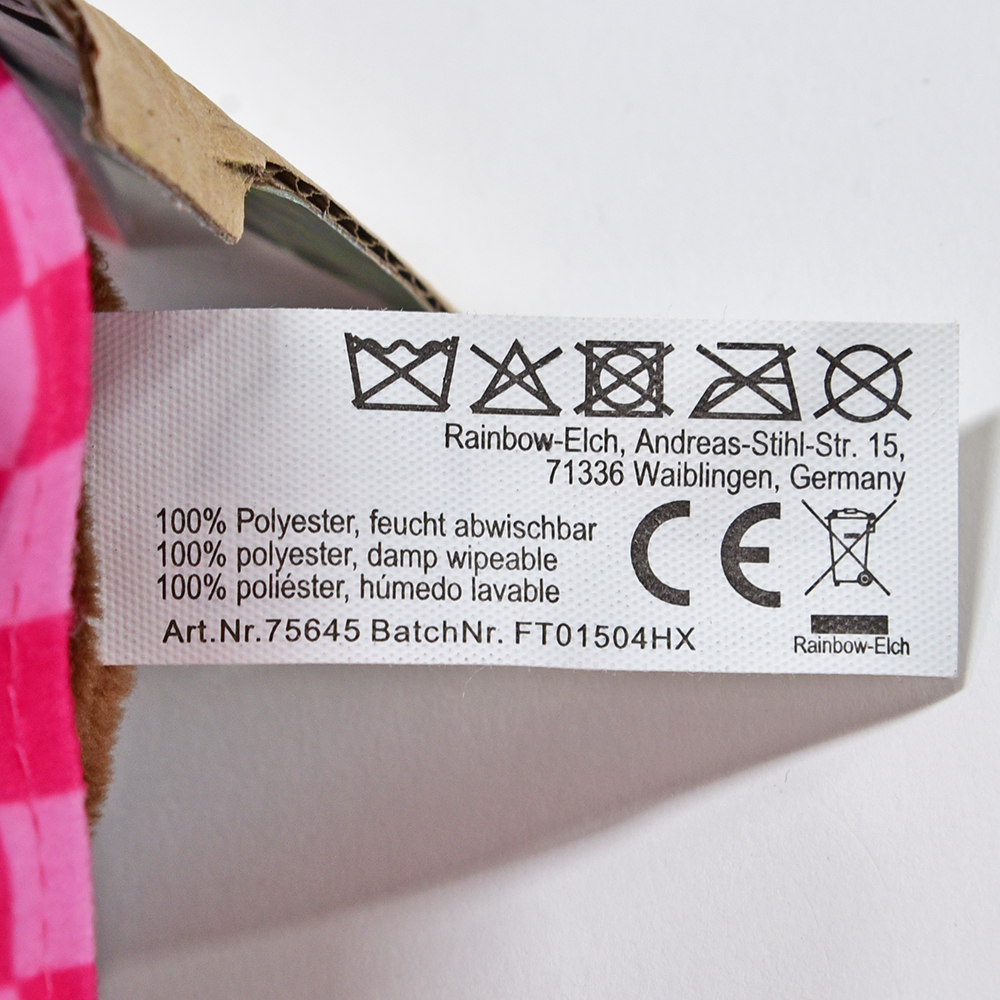 Rainbow-Elch, Andreas-Stihl-Str. 15,
71336 Waiblingen, Germany
100% Polyester, feucht abwischbar
100% polyester, damp wipeable
100% poliéster, húmedo lavable
CE
Art.Nr.75645 BatchNr. FT01504HX
Rainbow-Elch